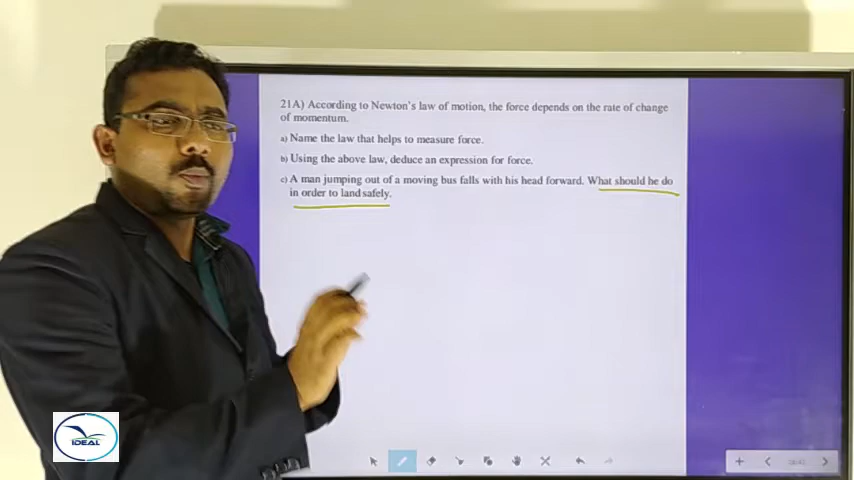 21A) According to Newton's law of motion, the force depends on the rate of change
of momentum.
a) Name the law that helps to measure force.
b) Using the above law, deduce an expression for force.
c) A man jumping out of a moving bus falls with his head forward. What should he do
in order to land safely.
IDEAL